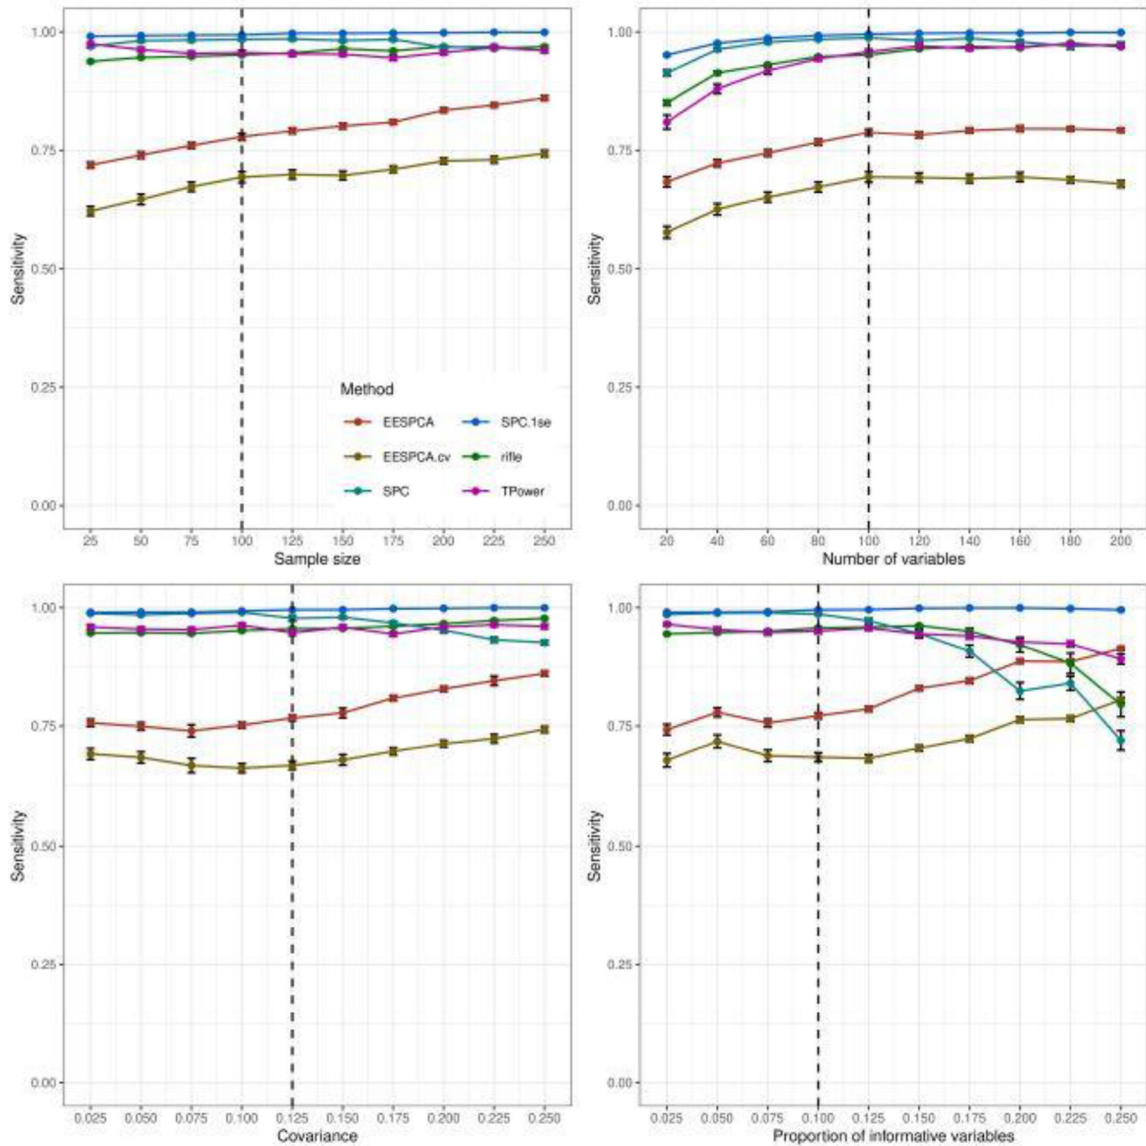 1.00
0.75
0.50
0.25
0.00
Sensitivity
Method
EESPCA
SPC.1se
EESPCA.cv
rifle
SPC
TPower
25 50 75 100 125 150 175 200 225 250
Sample size
1.00
0.75
0.50
0.25
0.00
Sensitivity
20 40 60 80 100 120 140 160 180 200
Number of variables
1.00
0.75
0.50
0.25
0.00
Sensitivity
0.025 0.050 0.075 0.100 0.125 0.150 0.175 0.200 0.225 0.250
Covariance
1.00
0.75
0.50
0.25
0.00
Sensitivity
0.025 0.050 0.075 0.100 0.125 0.150 0.175 0.200 0.225 0.250
Proportion of informative variables